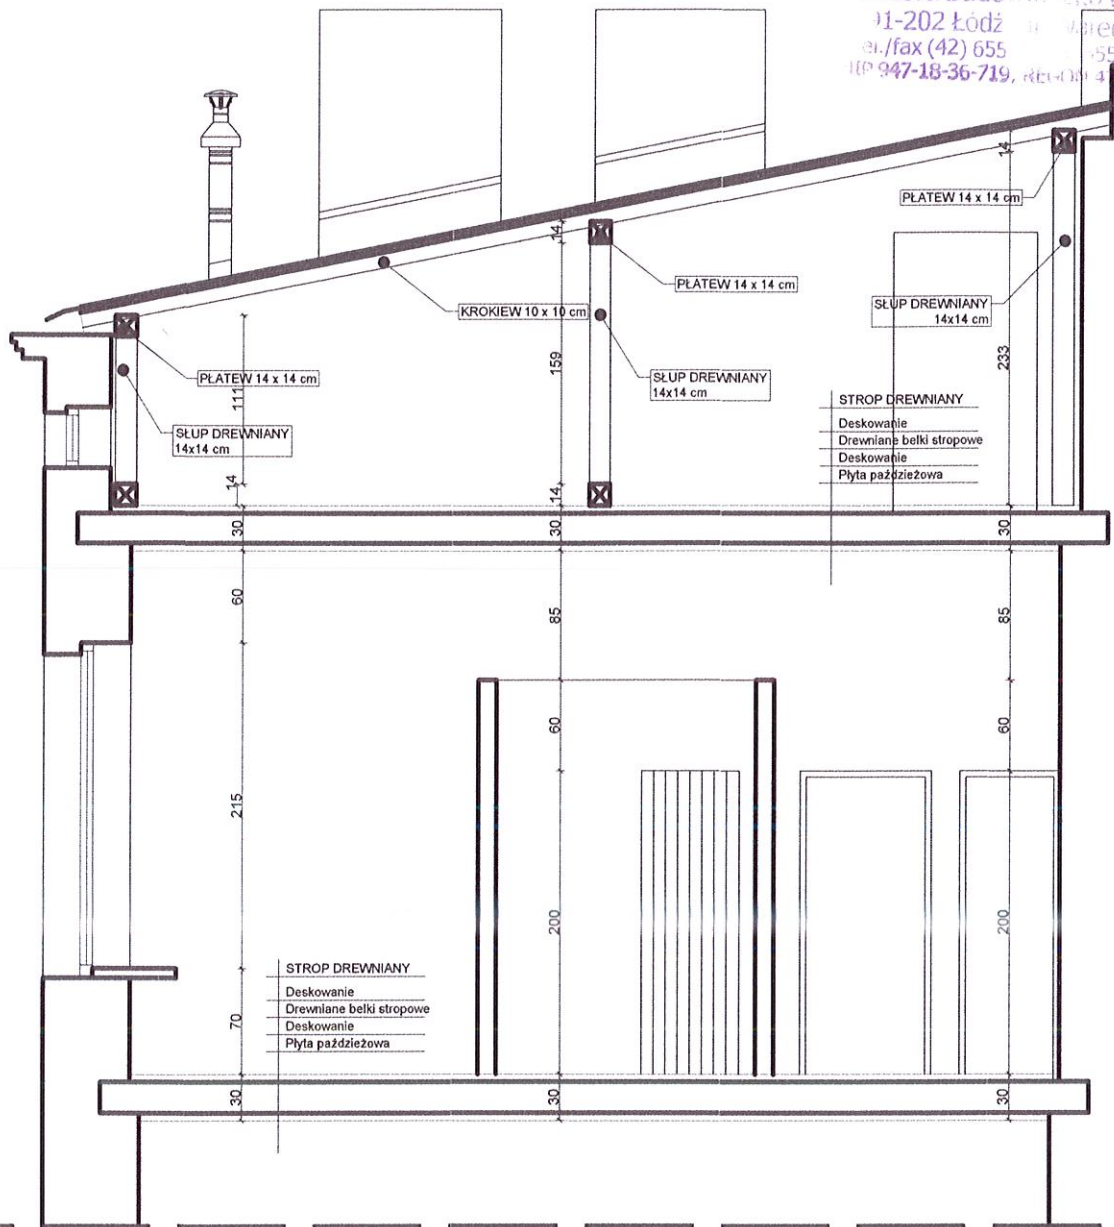 91-202 Łódź
tel./fax (42) 655
NIP 947-18-36-719, REGON
14
PŁATEW 14 x 14 cm
14
PŁATEW 14 x 14 cm
KROKIEW 10 x 10 cm
SŁUP DREWNIANY
14x14 cm
159
233
PŁATEW 14 x 14 cm
SŁUP DREWNIANY
14x14 cm
111
STROP DREWNIANY
Deskowanie
Drewniane belki stropowe
Deskowanie
Płyta paździeżowa
SŁUP DREWNIANY
14x14 cm
14
14
30
30
30
60
85
85
60
60
215
200
200
STROP DREWNIANY
Deskowanie
Drewniane belki stropowe
Deskowanie
Płyta paździeżowa
70
30
30
30